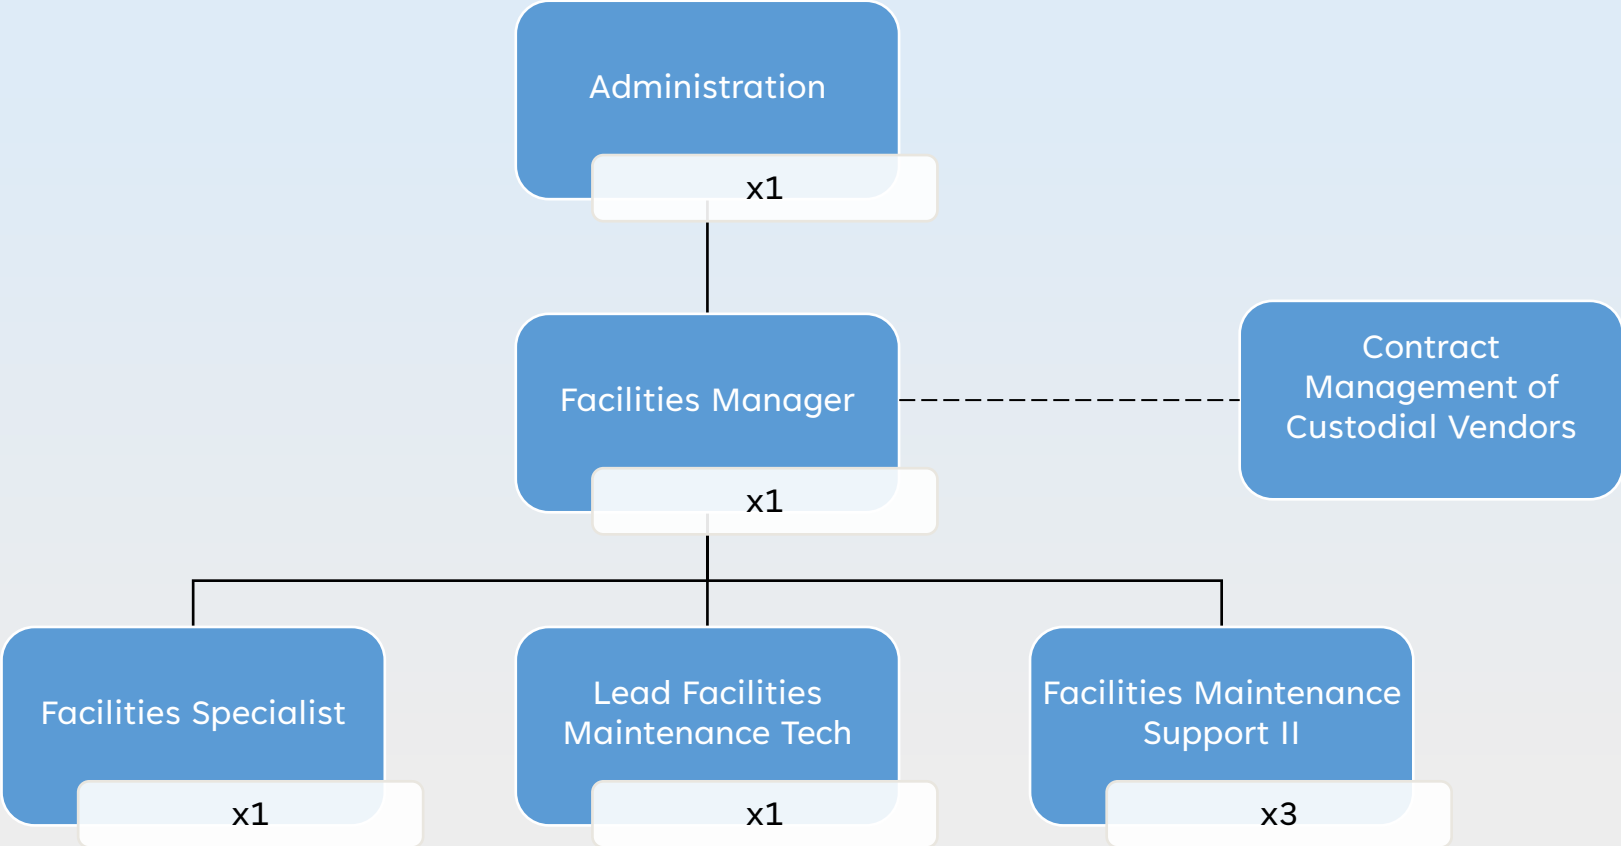 Administration
x1
Facilities Manager
x1
Contract
Management of
Custodial Vendors
Facilities Specialist
x1
Lead Facilities
Maintenance Tech
x1
Facilities Maintenance
Support II
x3